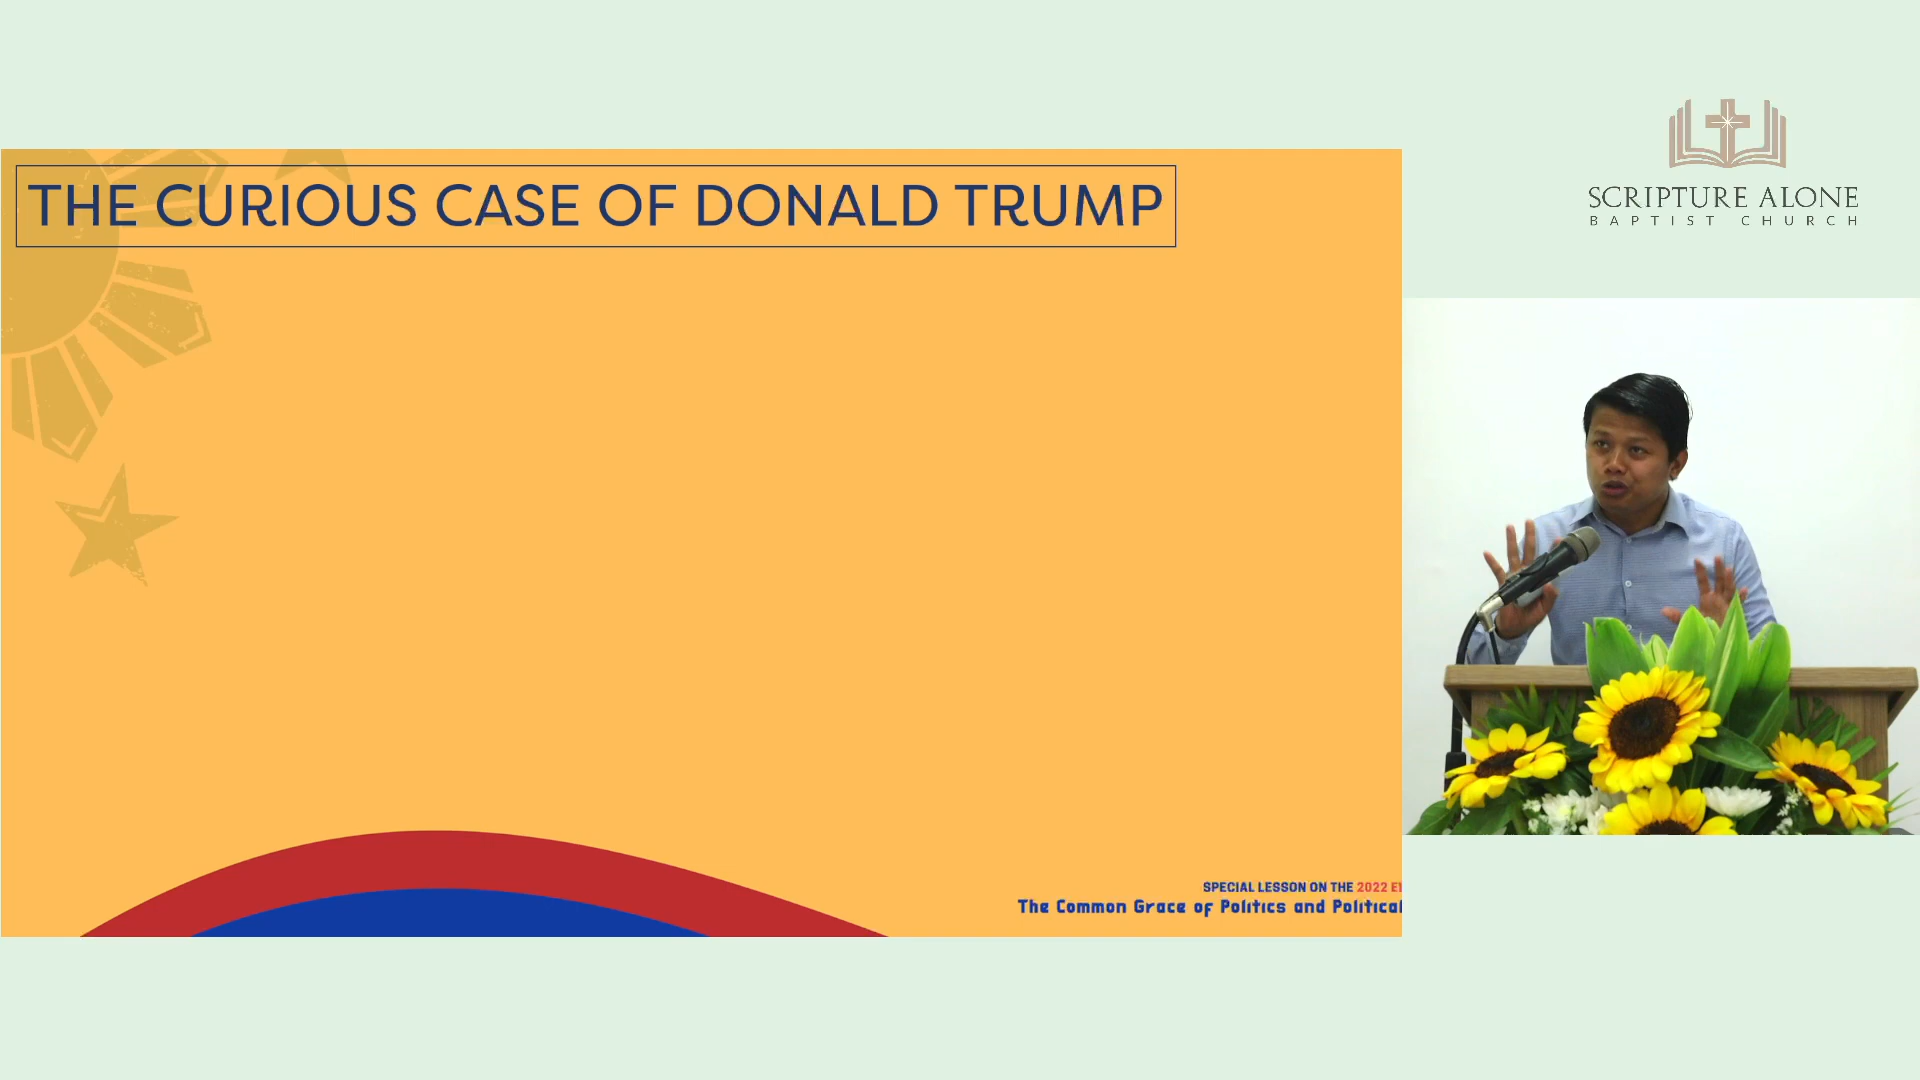 THE CURIOUS CASE OF DONALD TRUMP
SCRIPTURE ALONE
BAPTIST CHURCH
SPECIAL LESSON ON THE 2022
The Common Grace of Politics and Political